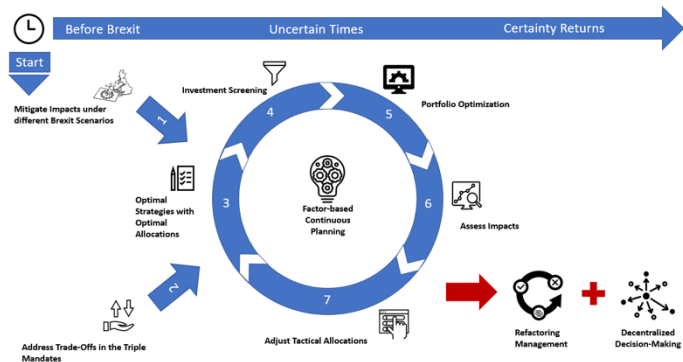 Before Brexit
Uncertain Times
Certainty Returns
Start
Mitigate Impacts under
different Brexit Scenarios
1
Investment Screening
4
5
Portfolio Optimization
Optimal
Strategies with
Optimal
Allocations
3
Factor-based
Continuous
Planning
6
Assess Impacts
2
Address Trade-Offs in the Triple
Mandates
7
Adjust Tactical Allocations
Refactoring
Management
Decentralized
Decision-Making